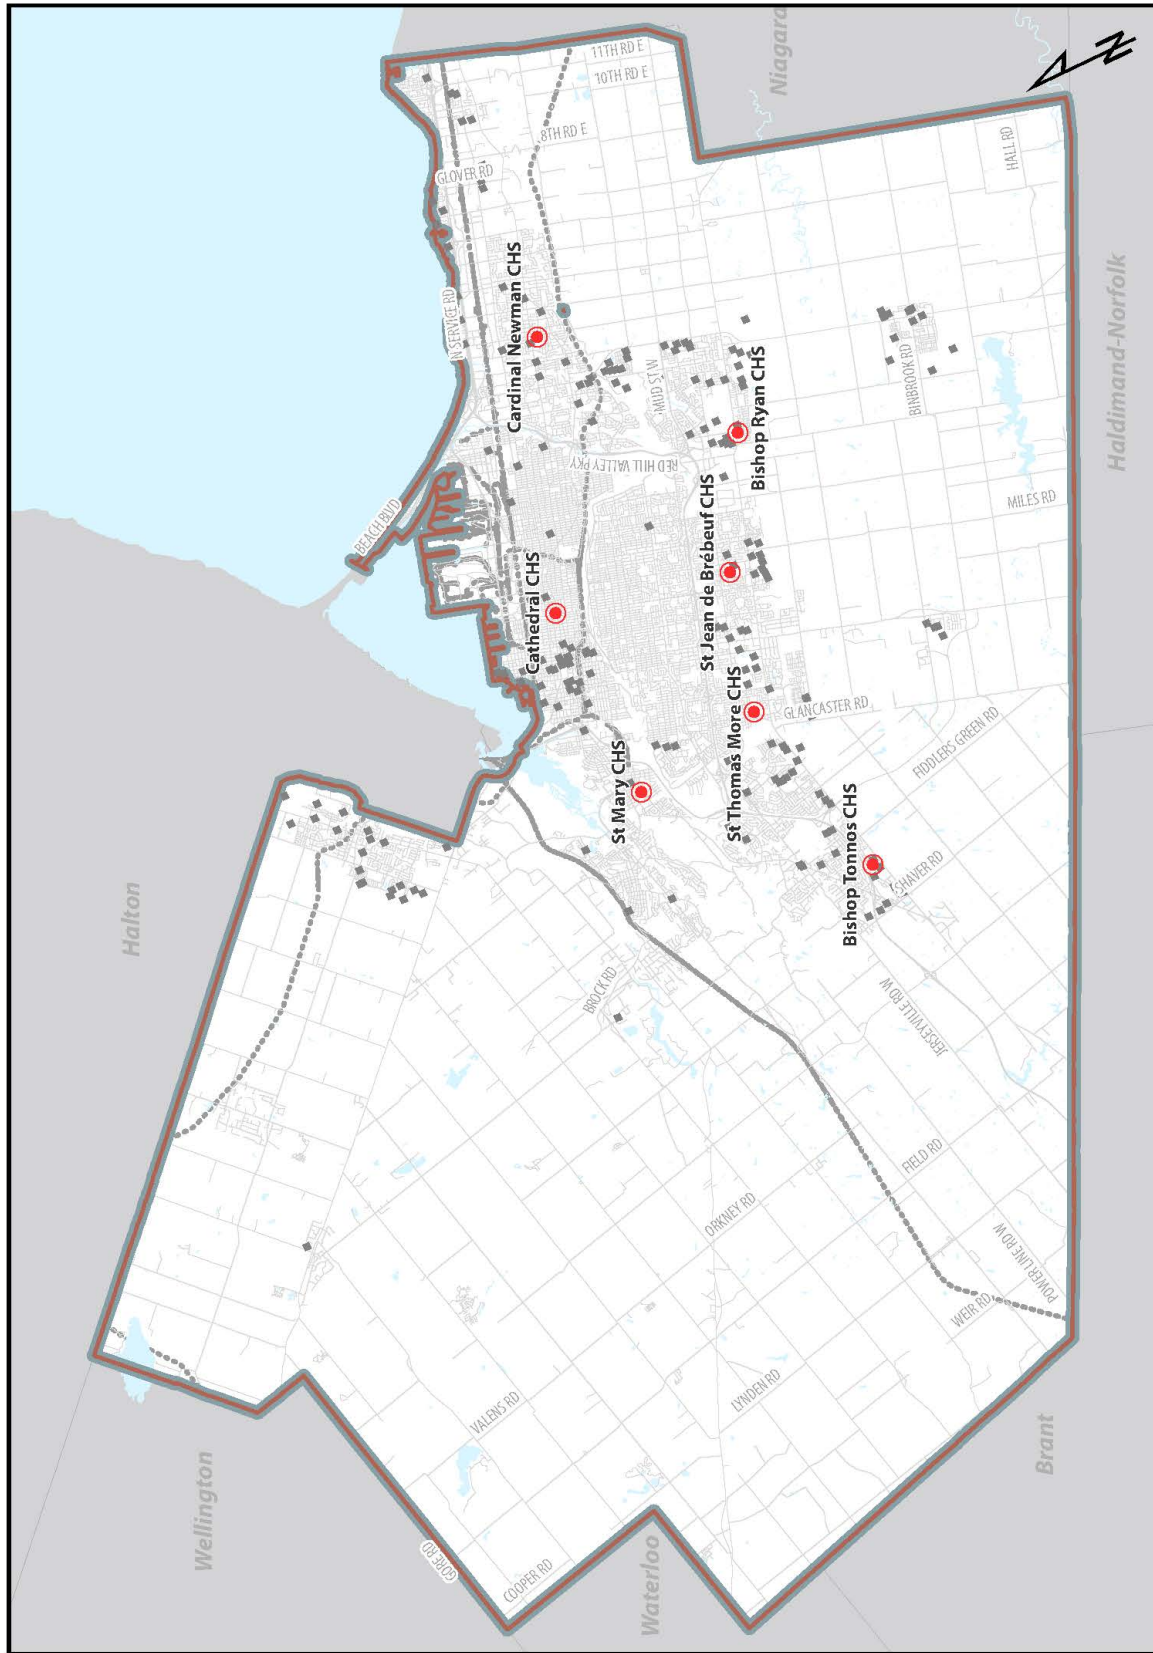 Wellington
Halton
Waterloo
Brant
Haldimand-Norfolk
Niagara
GORE RD
COOPER RD
VALENS RD
LYNDEN RD
ORKNEY RD
WEIR RD
POWER LINE RD W
FIELD RD
JERSEYVILLE RD W
BROCK RD
SHAVER RD
Bishop Tonnos CHS
FIDDLERS GREEN RD
GLANCASTER RD
St Mary CHS
St Thomas More CHS
St Jean de Brébeuf CHS
Cathedral CHS
BEACH BLVD
RED HILL VALLEY PKY
MUD ST W
Bishop Ryan CHS
MILES RD
BINBROOK RD
Cardinal Newman CHS
N SERVICE RD
GLOVER RD
8TH RD E
10TH RD E
11TH RD E
HALL RD
N